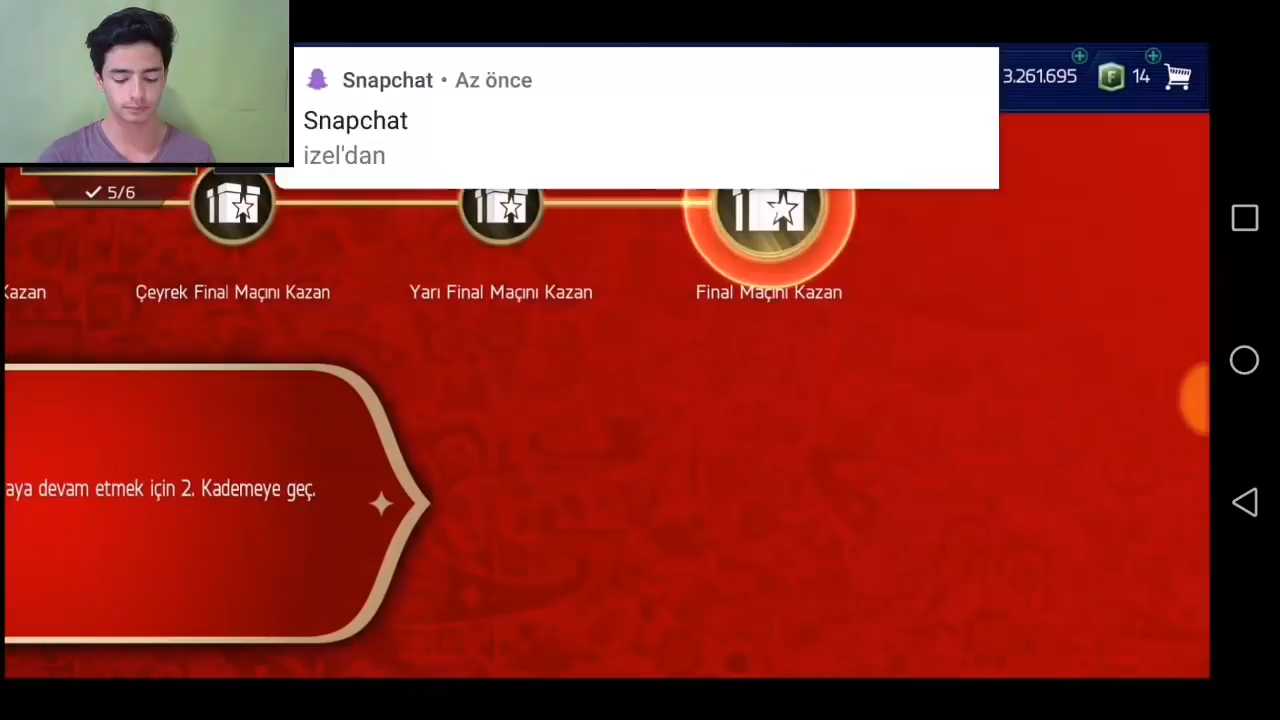 Snapchat • Az önce
Snapchat
izel'dan
3.261.695
14
5/6
Kazan
Çeyrek Final Maçını Kazan
Yarı Final Maçını Kazan
Final Maçını Kazan
aya devam etmek için 2. Kademeye geç.